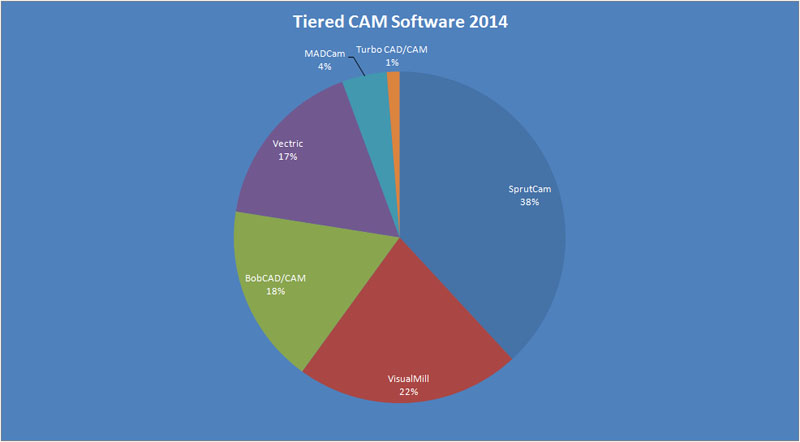 Tiered CAM Software 2014
Turbo CAD/CAM
1%
MADCam
4%
Vectric
17%
SprutCam
38%
BobCAD/CAM
18%
VisualMill
22%